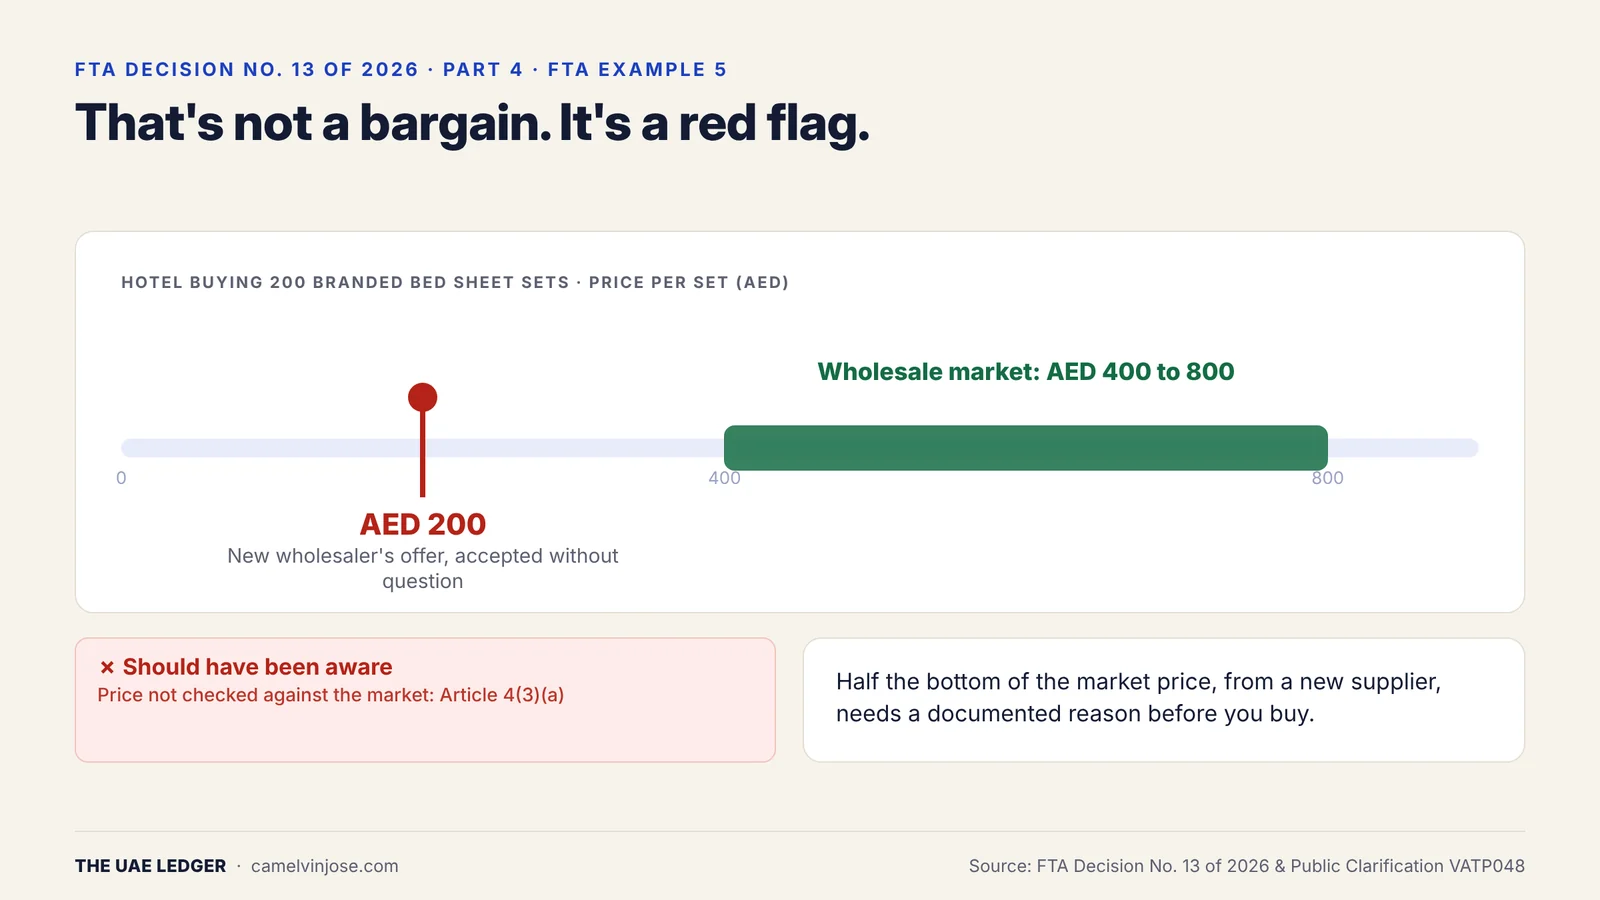 FTA DECISION NO. 13 OF 2026 · PART 4 · FTA EXAMPLE 5
That's not a bargain. It's a red flag.
HOTEL BUYING 200 BRANDED BED SHEET SETS · PRICE PER SET (AED)
Wholesale market: AED 400 to 800
0
400
800
AED 200
New wholesaler's offer, accepted without
question
× Should have been aware
Price not checked against the market: Article 4(3)(a)
Half the bottom of the market price, from a new supplier,
needs a documented reason before you buy.
THE UAE LEDGER · camelvinjose.com
Source: FTA Decision No. 13 of 2026 & Public Clarification VATP048